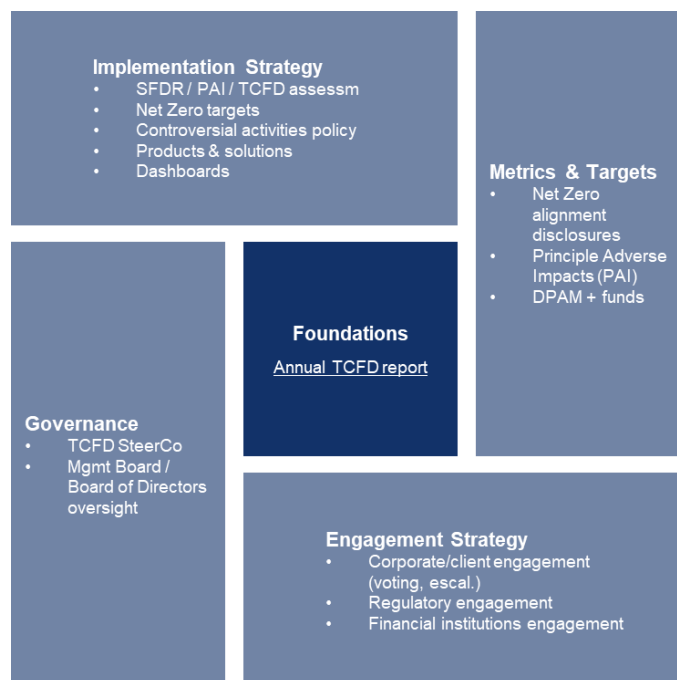 Implementation Strategy
• SFDR / PAI / TCFD assessm
• Net Zero targets
• Controversial activities policy
• Products & solutions
• Dashboards
Metrics & Targets
• Net Zero
alignment
disclosures
• Principle Adverse
Impacts (PAI)
• DPAM + funds
Foundations
Annual TCFD report
Governance
• TCFD SteerCo
• Mgmt Board /
Board of Directors
oversight
Engagement Strategy
• Corporate/client engagement
(voting, escal.)
• Regulatory engagement
• Financial institutions engagement